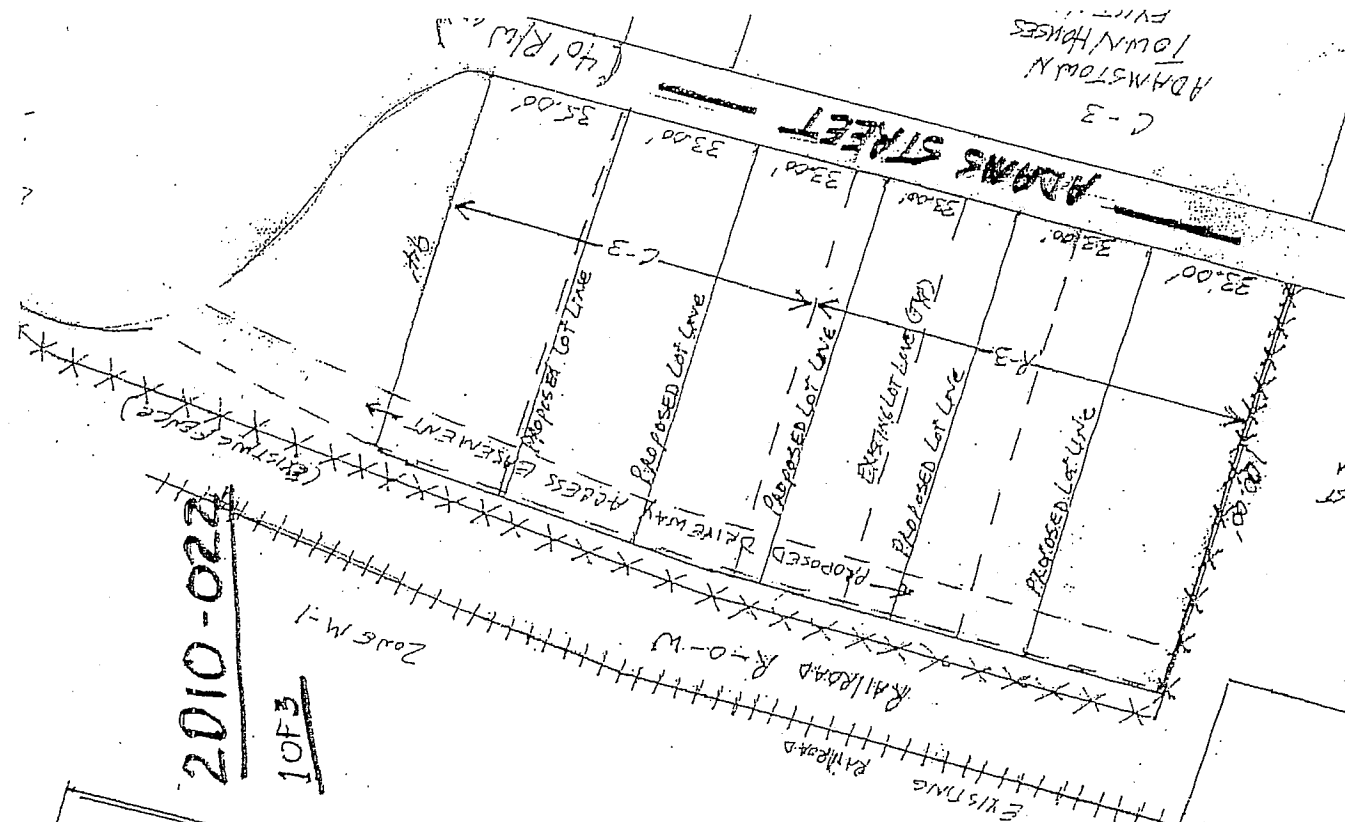 EXIST.
TOWN HOUSES
ADAMSTOWN
C-3
(40' R/W
ADAMS STREET
35.00'
33.00'
33.00'
33.00'
33.00'
33.00'
C-3
R-3
PROPOSED LOT LINE
PROPOSED LOT LINE
PROPOSED LOT LINE
EXISTING LOT LINE (TYP)
PROPOSED LOT LINE
PROPOSED LOT LINE
PROPOSED DRIVEWAY ACCESS EASEMENT
(EXISTING FENCE)
RAILROAD R-O-W
ZONE M-1
EXISTING
RAILROAD
2010-022
1 OF 3